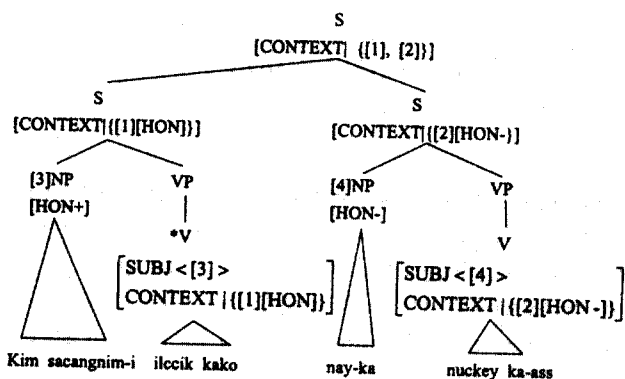 S
[CONTEXT| {[1], [2]}]
S S
[CONTEXT|{[1][HON]}] [CONTEXT|{[2][HON-]}]
[3]NP VP [4]NP VP
[HON+] [HON-]
*V V
[SUBJ <[3] > [SUBJ <[4] >
CONTEXT | {[1][HON]}] CONTEXT | {[2][HON -]}]
Kim sacangnim-i ilccik kako nay-ka nuckey ka-ass